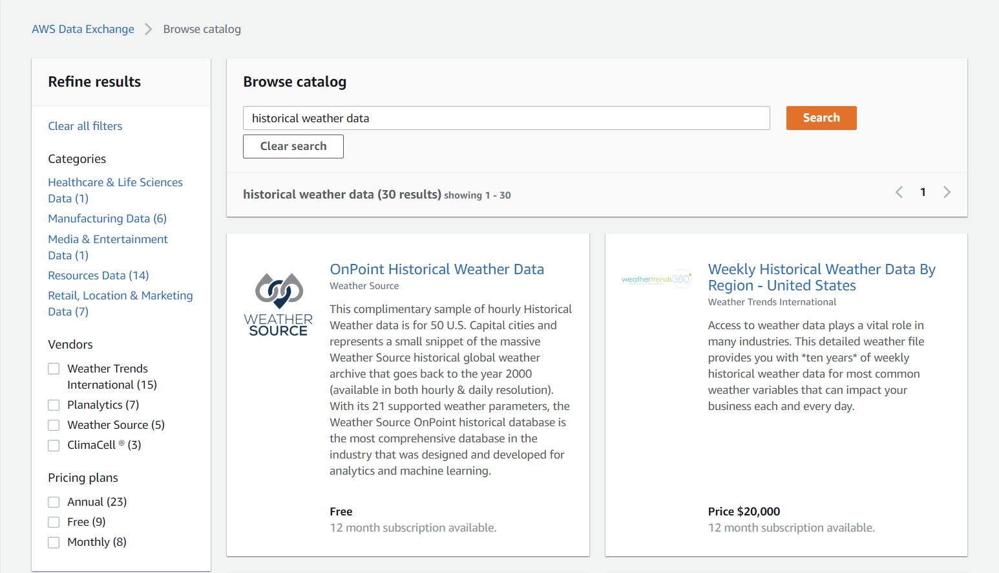 AWS Data Exchange
Browse catalog
Refine results
Clear all filters
Categories
Healthcare & Life Sciences
Data (1)
Manufacturing Data (6)
Media & Entertainment
Data (1)
Resources Data (14)
Retail, Location & Marketing
Data (7)
Vendors
Weather Trends
International (15)
Planalytics (7)
Weather Source (5)
ClimaCell ® (3)
Pricing plans
Annual (23)
Free (9)
Monthly (8)
Browse catalog
historical weather data
Search
Clear search
historical weather data (30 results) showing 1 - 30
1
WEATHER
SOURCE
OnPoint Historical Weather Data
Weather Source
This complimentary sample of hourly Historical
Weather data is for 50 U.S. Capital cities and
represents a small snippet of the massive
Weather Source historical global weather
archive that goes back to the year 2000
(available in both hourly & daily resolution).
With its 21 supported weather parameters, the
Weather Source OnPoint historical database is
the most comprehensive database in the
industry that was designed and developed for
analytics and machine learning.
Free
12 month subscription available.
weathertrends360
Weekly Historical Weather Data By
Region - United States
Weather Trends International
Access to weather data plays a vital role in
many industries. This detailed weather file
provides you with *ten years* of weekly
historical weather data for most common
weather variables that can impact your
business each and every day.
Price $20,000
12 month subscription available.